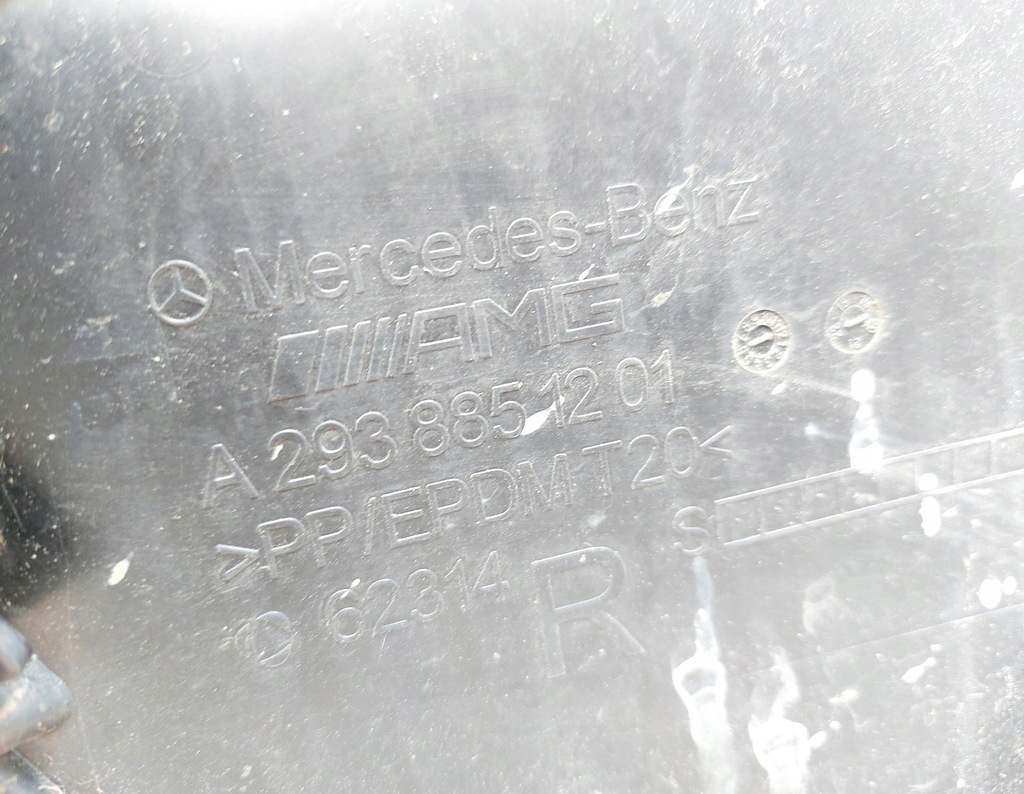 Mercedes-Benz
AMG
A 293 885 12 01
>PP/EPDM T20<
62314 R S